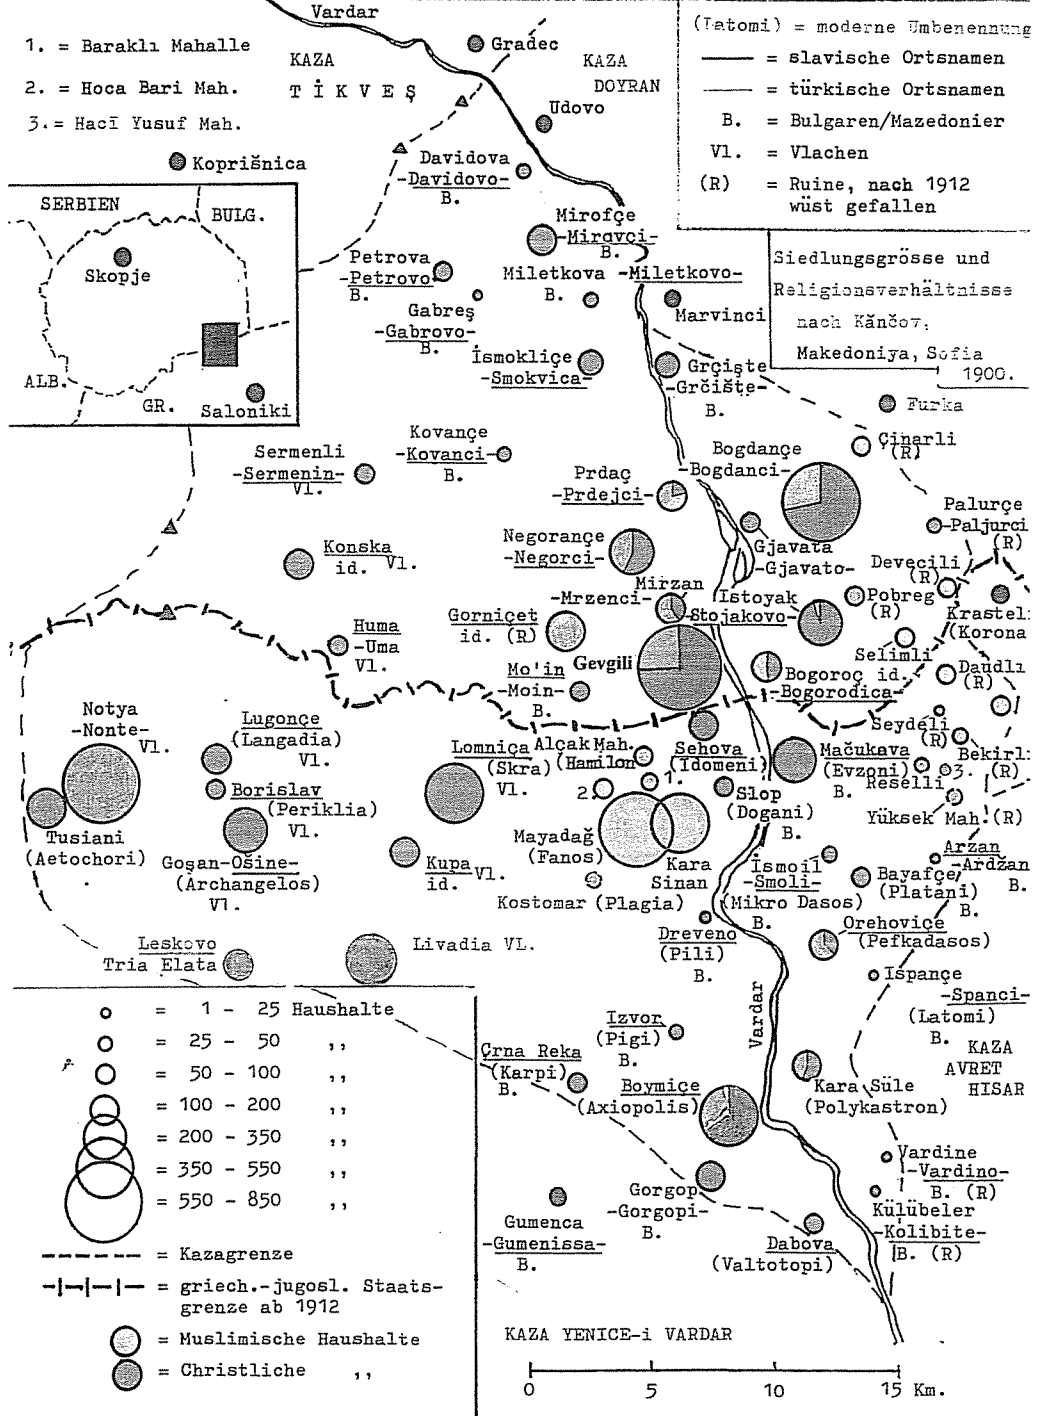 Vardar
1. = Baraklı Mahalle
2. = Hoca Bari Mah.
3. = Hacī Yusuf Mah.
KAZA
TİKVEŞ
Gradec
KAZA
DOYRAN
(Latomi) = moderne Umbenennung
= slavische Ortsnamen
= türkische Ortsnamen
B. = Bulgaren/Mazedonier
Vl. = Vlachen
(R) = Ruine, nach 1912
wüst gefallen
Siedlungsgrösse und
Religionsverhältnisse
nach Kănčov,
Makedoniya, Sofia
1900.
Koprišnica
SERBIEN
BULG.
Skopje
ALB.
GR.
Saloniki
Udovo
Davidova
-Davidovo-
B.
Mirofçe
-Miravci-
B.
Petrova
-Petrovo-
B.
Miletkova -Miletkovo-
B.
Gabreş
-Gabrovo-
B.
Marvinci
İsmokliçe
-Smokvica-
Grçişte
-Grčište-
B.
Furka
Çinarli
(R)
Kovançe
-Kovanci-
B.
Sermenli
-Sermenin-
Vl.
Bogdançe
-Bogdanci-
Prdaç
-Prdejci-
Palurçe
-Paljurci
(R)
Negorançe
-Negorci-
Gjavata
-Gjavato-
Konska
id. Vl.
Devecili
(R)
Mirzan
-Mrzenci-
Istoyak
-Stojakovo-
Pobreg
(R)
Krasteli
(Korona
Gorniçet
id. (R)
Huma
-Uma
Vl.
Selimli
Gevgili
Mo'in
-Moin-
B.
Bogoroç id.
-Bogorodica-
Daudlı
(R)
Notya
-Nonte-
Vl.
Lugonçe
(Langadia)
Vl.
Seydeli
(R)
Lomniça
(Skra)
Vl.
Alçak Mah.
(Hamilon)
Sehova
(Idomeni)
Mačukava
(Evzoni)
B.
Bekirli
(R)
Reselli
3.
1.
2.
Borislav
(Periklia)
Vl.
Slop
(Dogani)
B.
Yüksek Mah. (R)
Tusiani
(Aetochori)
Goşan-Ošine-
(Archangelos)
Vl.
Mayadağ
(Fanos)
Kara
Sinan
Kupa
id. Vl.
İsmoil
-Smoli-
(Mikro Dasos)
B.
Arzan
-Ardžan
B.
Bayafçe
(Platani)
B.
Kostomar (Plagia)
Dreveno
(Pili)
B.
Orehoviçe
(Pefkadasos)
Leskovo
Tria Elata
Livadia VL.
Ispançe
-Spanci-
(Latomi)
B.
Vardar
Izvor
(Pigi)
B.
KAZA
AVRET
HISAR
Çrna Reka
(Karpi)
B.
Boymiçe
(Axiopolis)
Kara Süle
(Polykastron)
Vardine
-Vardino-
B. (R)
Gorgop
-Gorgopi-
B.
Gumenca
-Gumenissa-
B.
Külübeler
-Kolibite-
B. (R)
Dabova
(Valtotopi)
= 1 - 25 Haushalte
= 25 - 50 ,,
= 50 - 100 ,,
= 100 - 200 ,,
= 200 - 350 ,,
= 350 - 550 ,,
= 550 - 850 ,,
= Kazagrenze
= griech.-jugosl. Staats-
grenze ab 1912
= Muslimische Haushalte
= Christliche ,,
KAZA YENICE-i VARDAR
0 5 10 15 Km.